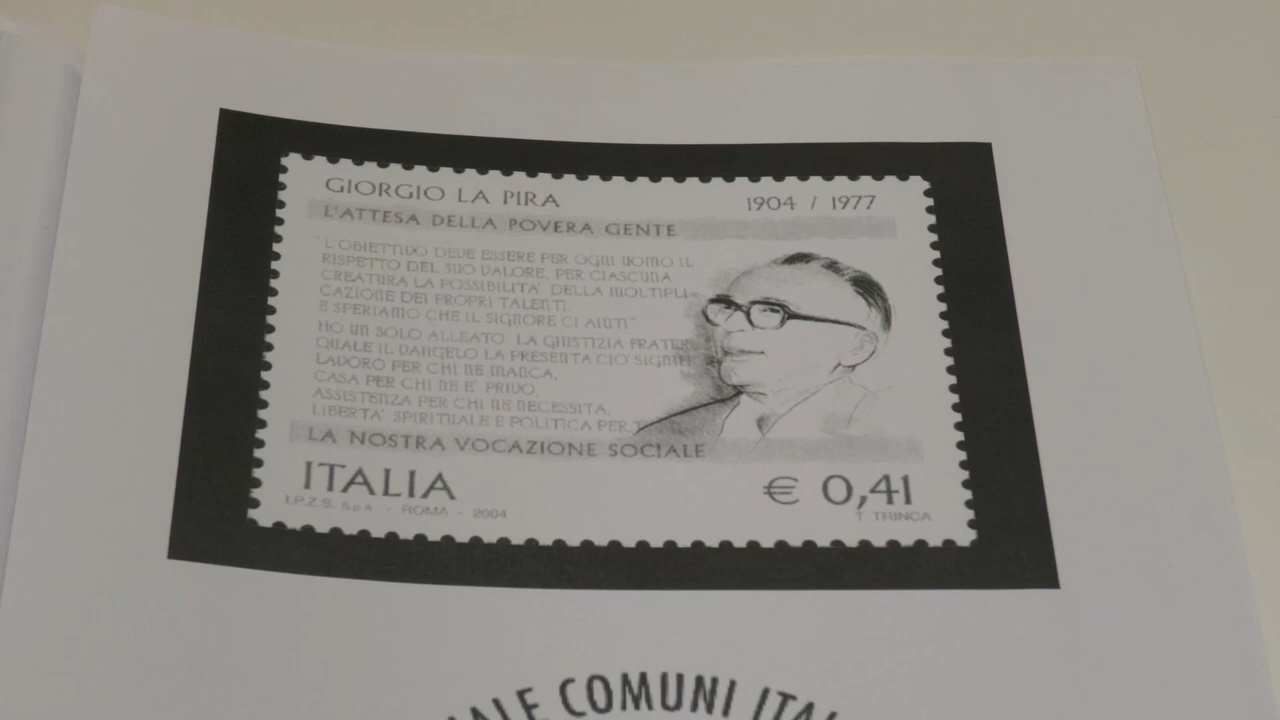 GIORGIO LA PIRA 1904 / 1977
L'ATTESA DELLA POVERA GENTE
"L'OBIETTIVO DEVE ESSERE PER OGNI UOMO IL
RISPETTO DEL SUO VALORE, PER CIASCUNA
CREATURA LA POSSIBILITA' DELLA MOLTIPLI-
CAZIONE DEI PROPRI TALENTI.
E SPERIAMO CHE IL SIGNORE CI AIUTI"
HO UN SOLO ALLEATO: LA GIUSTIZIA
QUALE IL VANGELO LA PRESENTA CIO'
LAVORO PER CHI NE MANCA,
CASA PER CHI NE E' PRIVO,
ASSISTENZA PER CHI NE NECESSITA,
LIBERTA' SPIRITUALE E POLITICA PER
LA NOSTRA VOCAZIONE SOCIALE
ITALIA € 0,41
I.P.Z.S. S.p.A. - ROMA - 2004 T. TRINCA
COMUNI